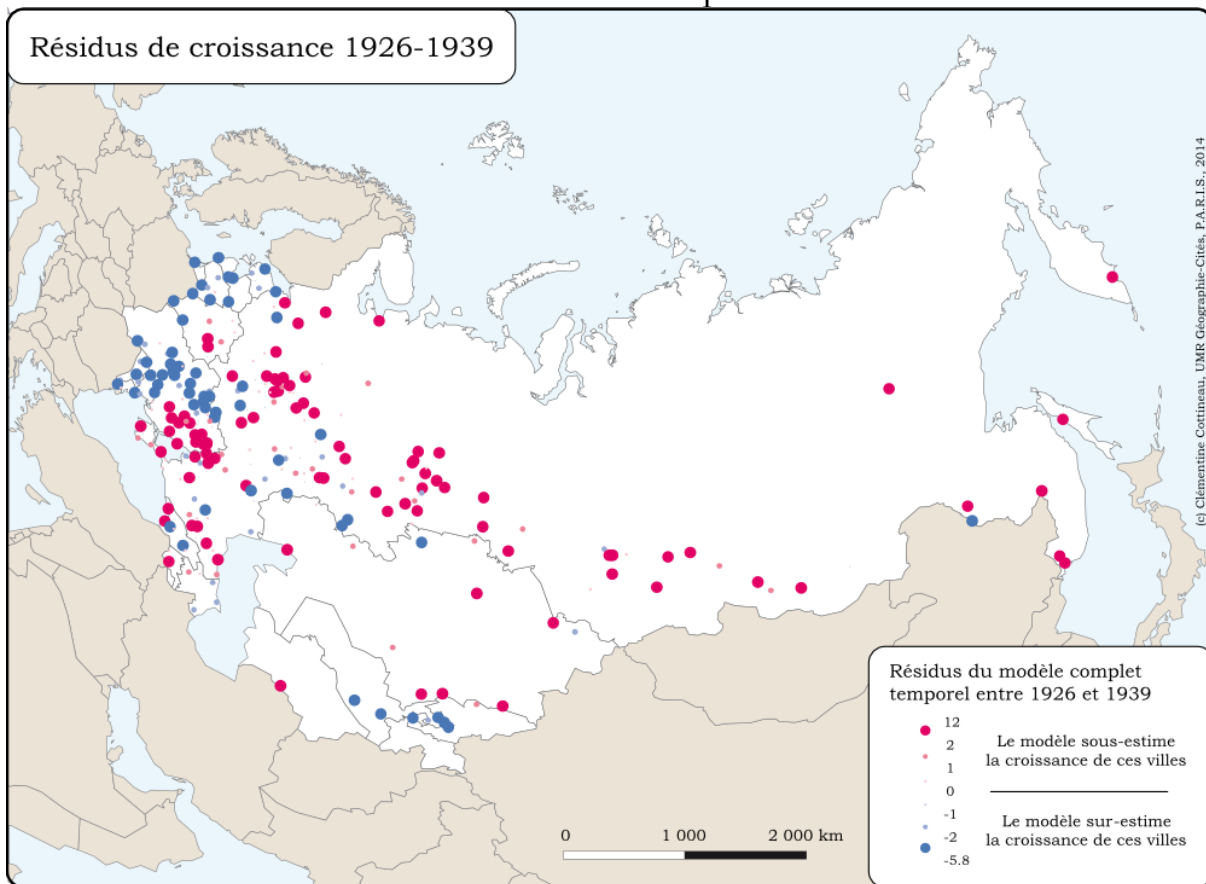 Résidus de croissance 1926-1939
(c) Clémentine Cottineau, UMR Géographie-Cités, P.A.R.I.S., 2014
Résidus du modèle complet
temporel entre 1926 et 1939
12
2
1
0
-1
-2
-5.8
Le modèle sous-estime
la croissance de ces villes
Le modèle sur-estime
la croissance de ces villes
0 1 000 2 000 km